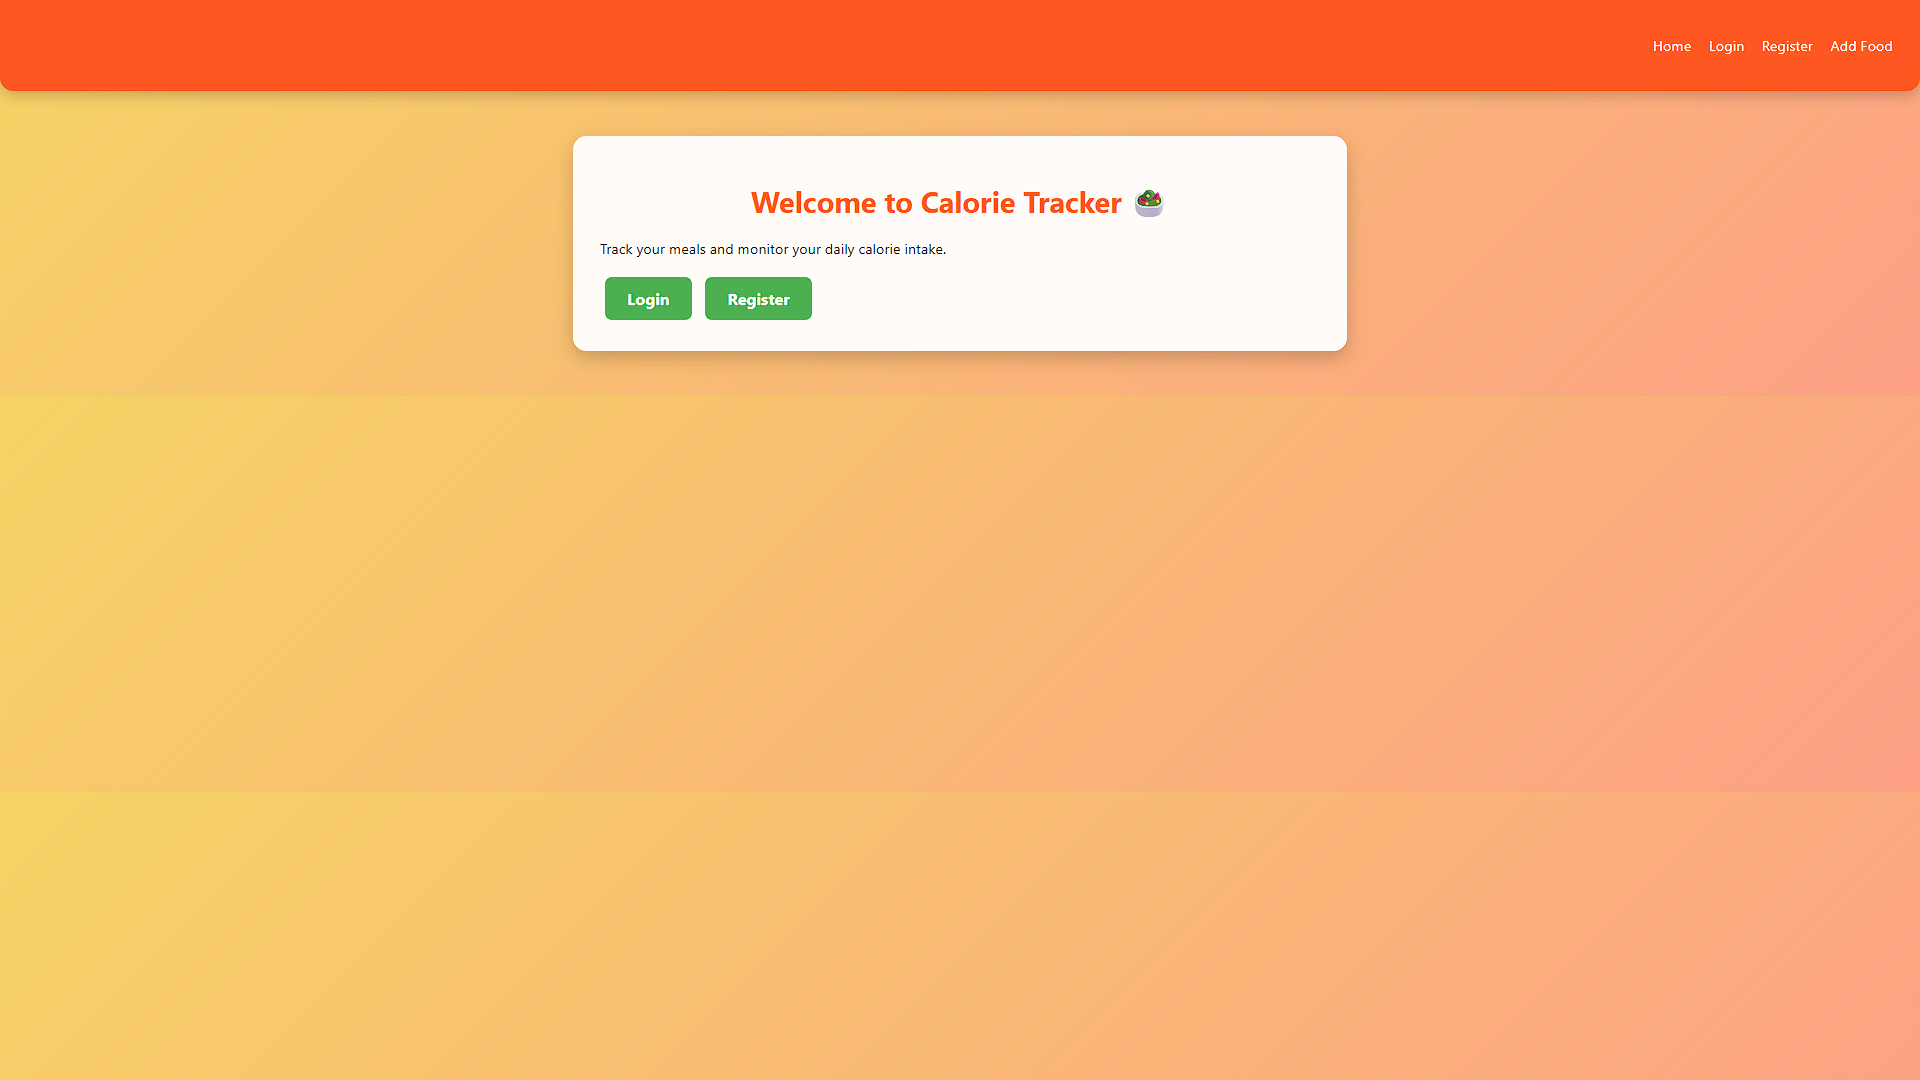 Home Login Register Add Food
Welcome to Calorie Tracker 🥗
Track your meals and monitor your daily calorie intake.
Login Register